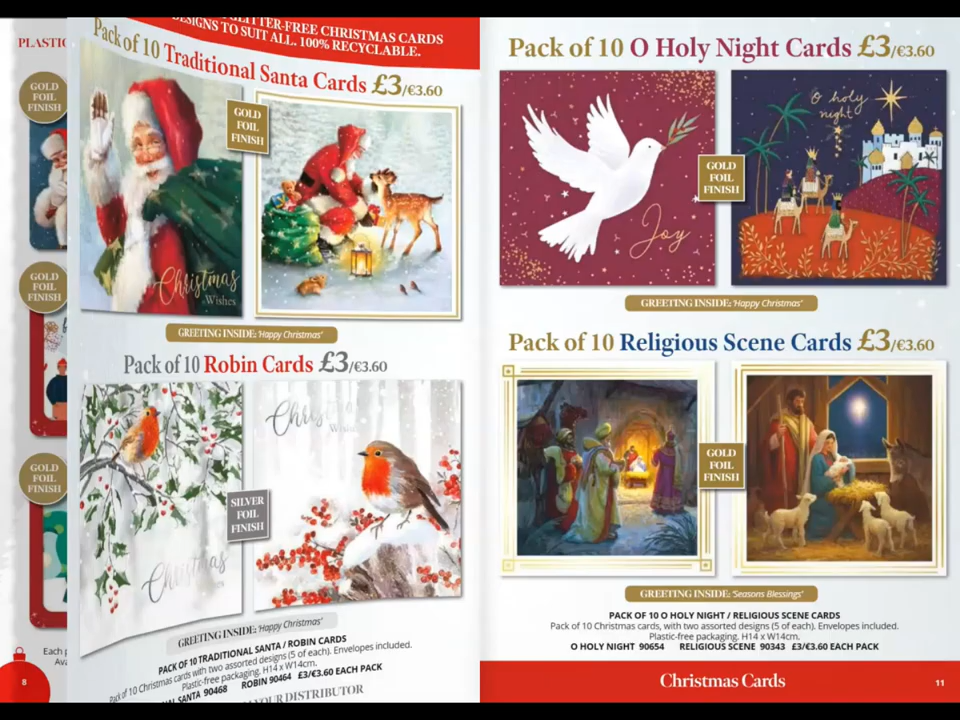 PLASTIC
GOLD
FOIL
FINISH
GOLD
FOIL
FINISH
GOLD
FOIL
FINISH
Each p
Ava
8
GLITTER-FREE CHRISTMAS CARDS
DESIGNS TO SUIT ALL. 100% RECYCLABLE.
Pack of 10 Traditional Santa Cards £3/€3.60
GOLD
FOIL
FINISH
Christmas
Wishes
GREETING INSIDE: 'Happy Christmas'
Pack of 10 Robin Cards £3/€3.60
Christmas
Wishes
SILVER
FOIL
FINISH
Christmas
GREETING INSIDE: 'Happy Christmas'
PACK OF 10 TRADITIONAL SANTA / ROBIN CARDS
Pack of 10 Christmas cards with two assorted designs (5 of each). Envelopes included.
Plastic-free packaging. H14 x W14cm.
NAL SANTA 90468 ROBIN 90464 £3/€3.60 EACH PACK
YOUR DISTRIBUTOR
Pack of 10 O Holy Night Cards £3/€3.60
O holy
night
GOLD
FOIL
FINISH
Joy
GREETING INSIDE: 'Happy Christmas'
Pack of 10 Religious Scene Cards £3/€3.60
GOLD
FOIL
FINISH
GREETING INSIDE: 'Seasons Blessings'
PACK OF 10 O HOLY NIGHT / RELIGIOUS SCENE CARDS
Pack of 10 Christmas cards, with two assorted designs (5 of each). Envelopes included.
Plastic-free packaging. H14 x W14cm.
O HOLY NIGHT 90654 RELIGIOUS SCENE 90343 £3/€3.60 EACH PACK
Christmas Cards
11